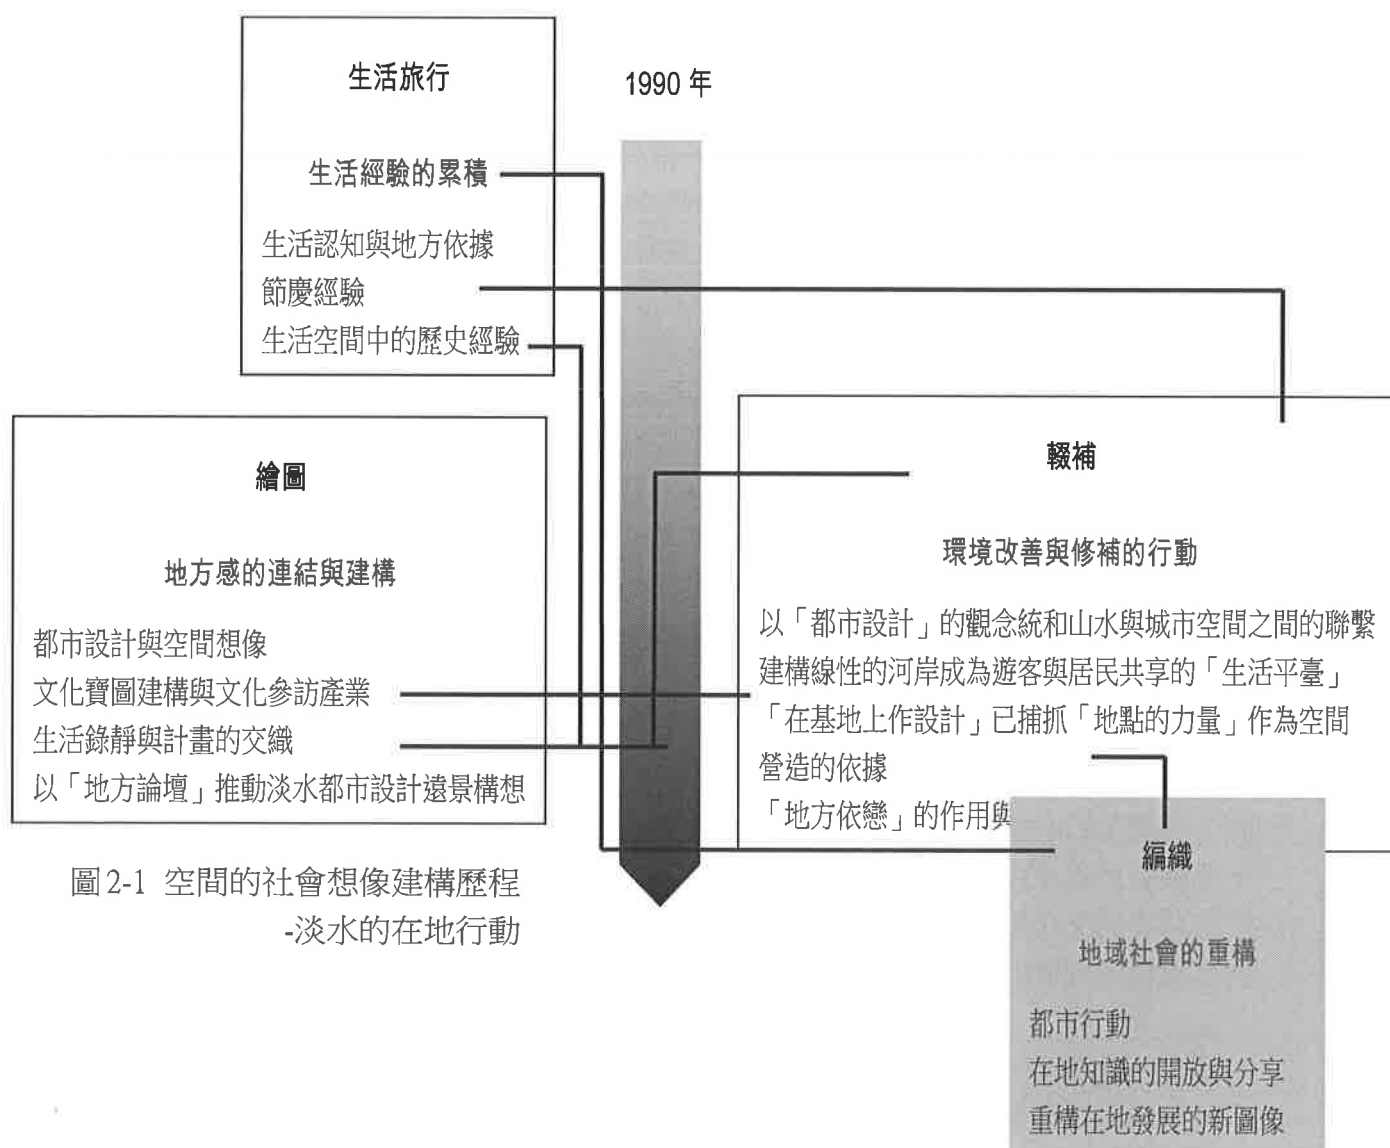 生活旅行
生活經驗的累積
生活認知與地方依據
節慶經驗
生活空間中的歷史經驗
1990 年
繪圖
地方感的連結與建構
都市設計與空間想像
文化寶圖建構與文化參訪產業
生活錄靜與計畫的交織
以「地方論壇」推動淡水都市設計遠景構想
輟補
環境改善與修補的行動
以「都市設計」的觀念統和山水與城市空間之間的聯繫
建構線性的河岸成為遊客與居民共享的「生活平臺」
「在基地上作設計」已捕抓「地點的力量」作為空間
營造的依據
「地方依戀」的作用與
編織
地域社會的重構
都市行動
在地知識的開放與分享
重構在地發展的新圖像
圖 2-1 空間的社會想像建構歷程
-淡水的在地行動